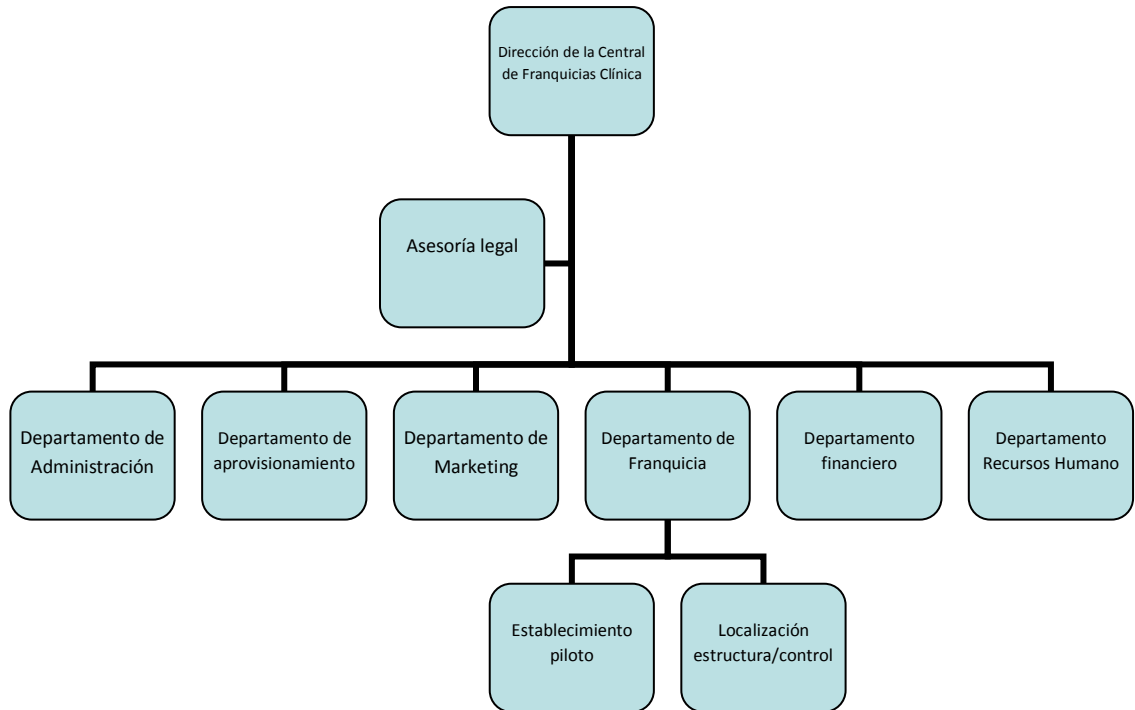 Dirección de la Central
de Franquicias Clínica
Asesoría legal
Departamento de
Administración
Departamento de
aprovisionamiento
Departamento de
Marketing
Departamento de
Franquicia
Departamento
financiero
Departamento
Recursos Humano
Establecimiento
piloto
Localización
estructura/control